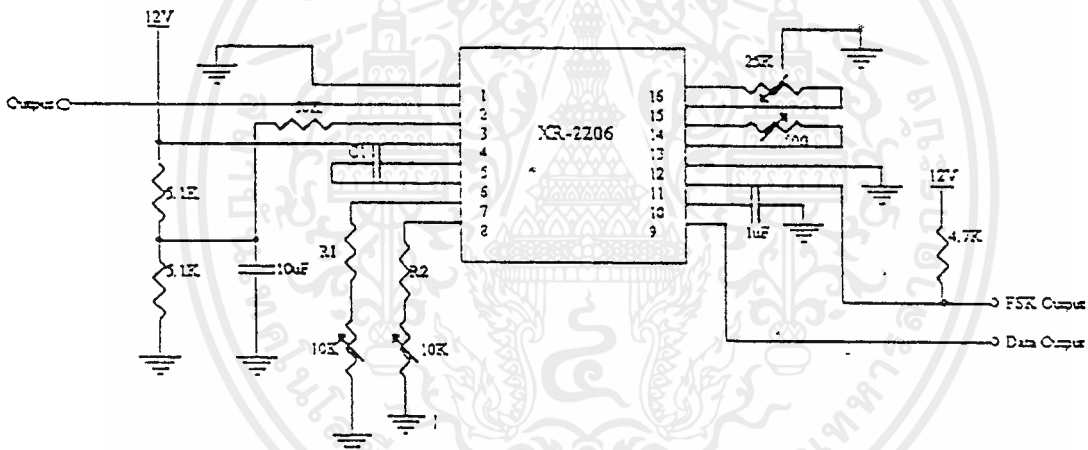 12V
Output
XR-2206
1
2
3
4
5
6
7
8
16
15
14
13
12
11
10
9
25K
12V
5.1K
5.1K
10uF
R1
R2
10K
10K
1uF
4.7K
FSK Output
Data Output